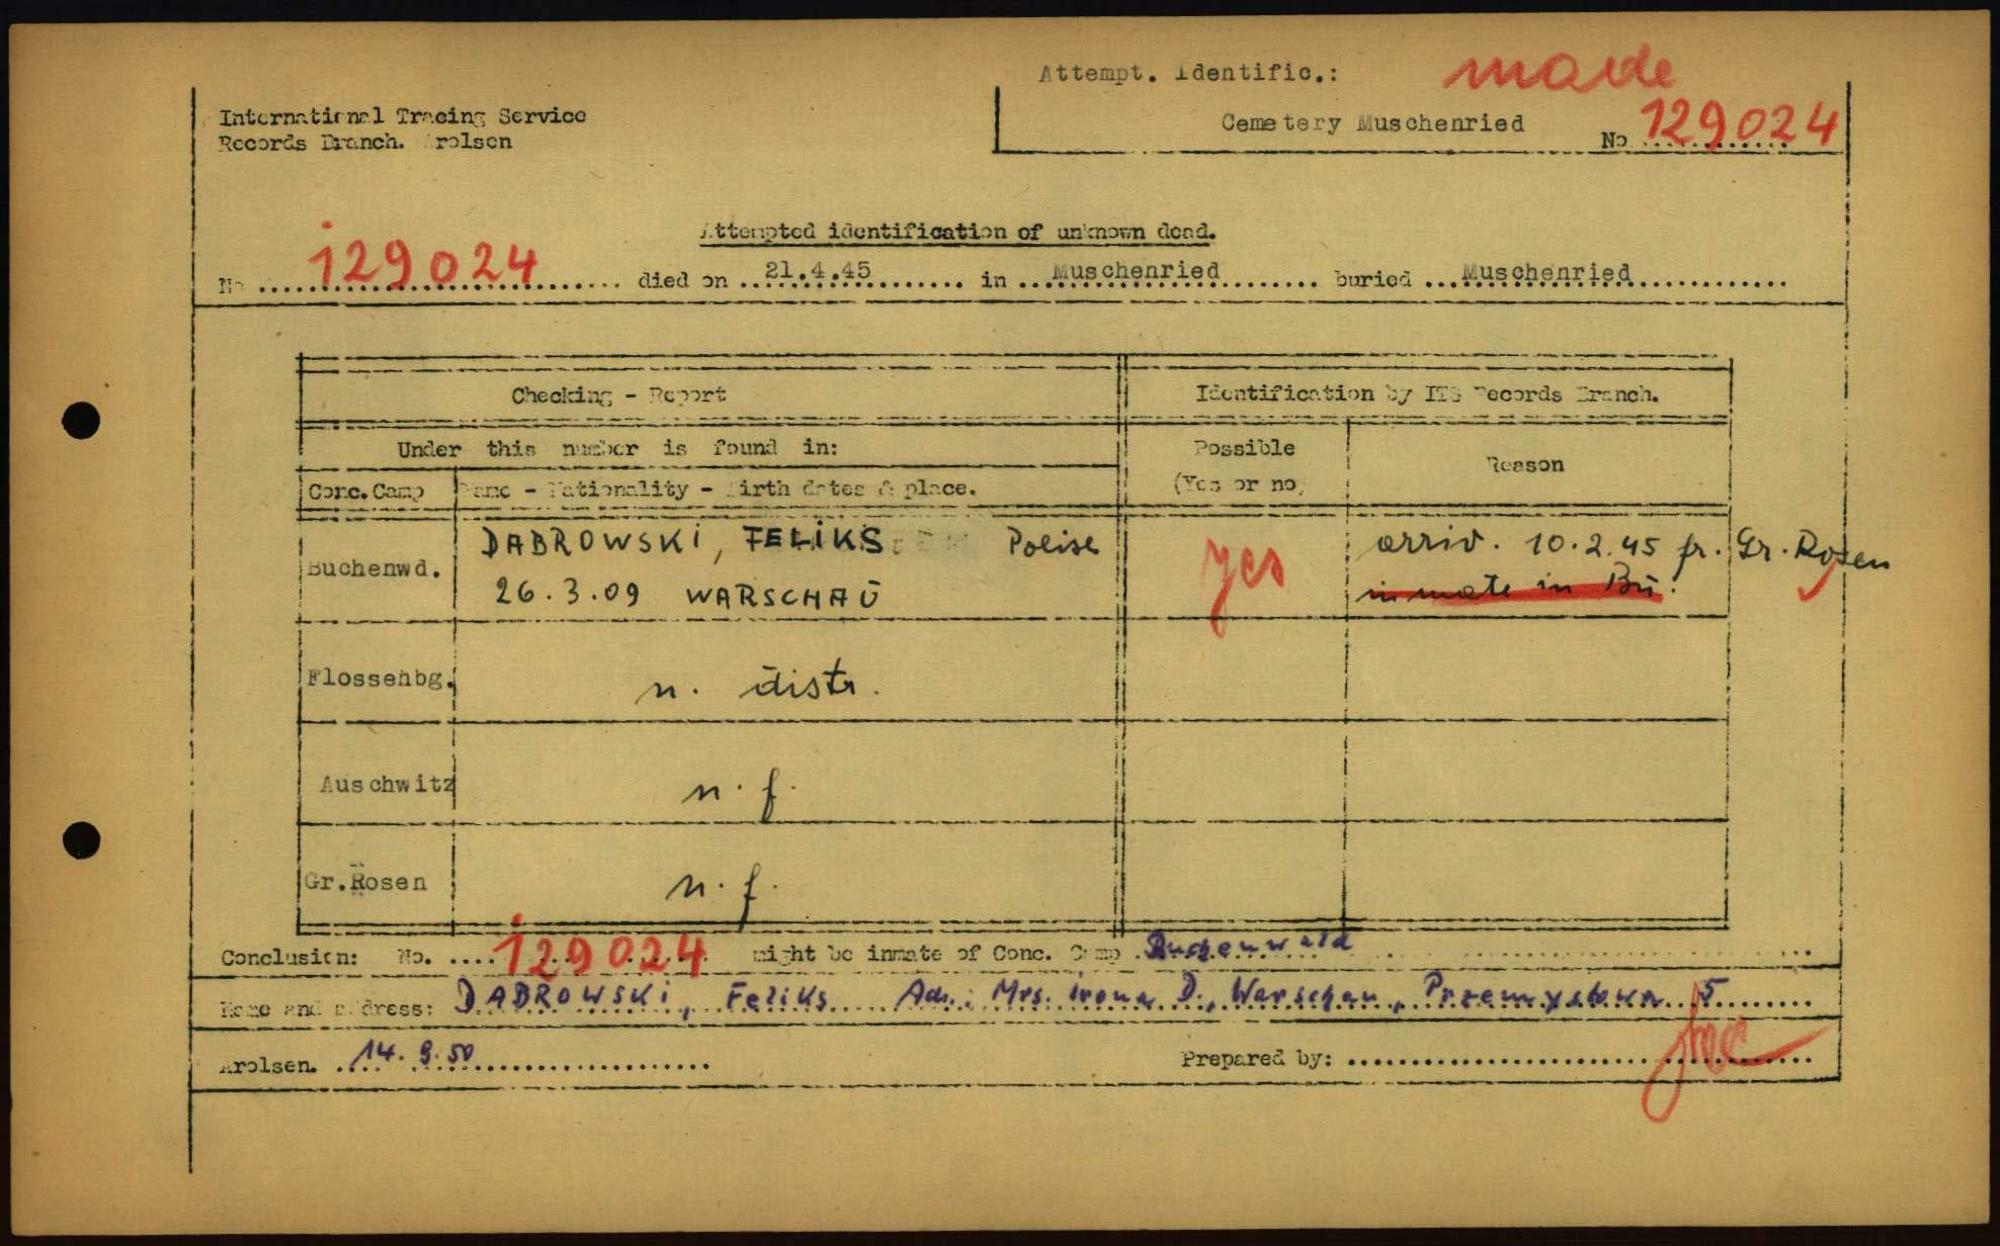 Attempt. Identific.: made
International Tracing Service
Cemetery Muschenried No 129024
Records Branch. Arolsen
Attempted identification of unknown dead.
No 129024 died on 21.4.45 in Muschenried buried Muschenried
Checking - Report Identification by ITS Records Branch.
Under this number is found in: Possible Reason
Conc.Camp Name - Nationality - Birth dates & place. (Yes or no)
DABROWSKI, FELIKS Polish arriv. 10.2.45 fr. Gr. Rosen
Buchenwd. yes
26.3.09 WARSCHAU inmate in Bu.
Flossenbg. n. distr.
Auschwitz n. f.
Gr.Rosen n. f.
Conclusion: No. 129024 might be inmate of Conc. Camp Buchenwald
Name and address: DABROWSKI, Feliks Ad.: Mrs. Irena D., Warschau, Przemysłowa 5
Arolsen. 14.9.50 Prepared by: